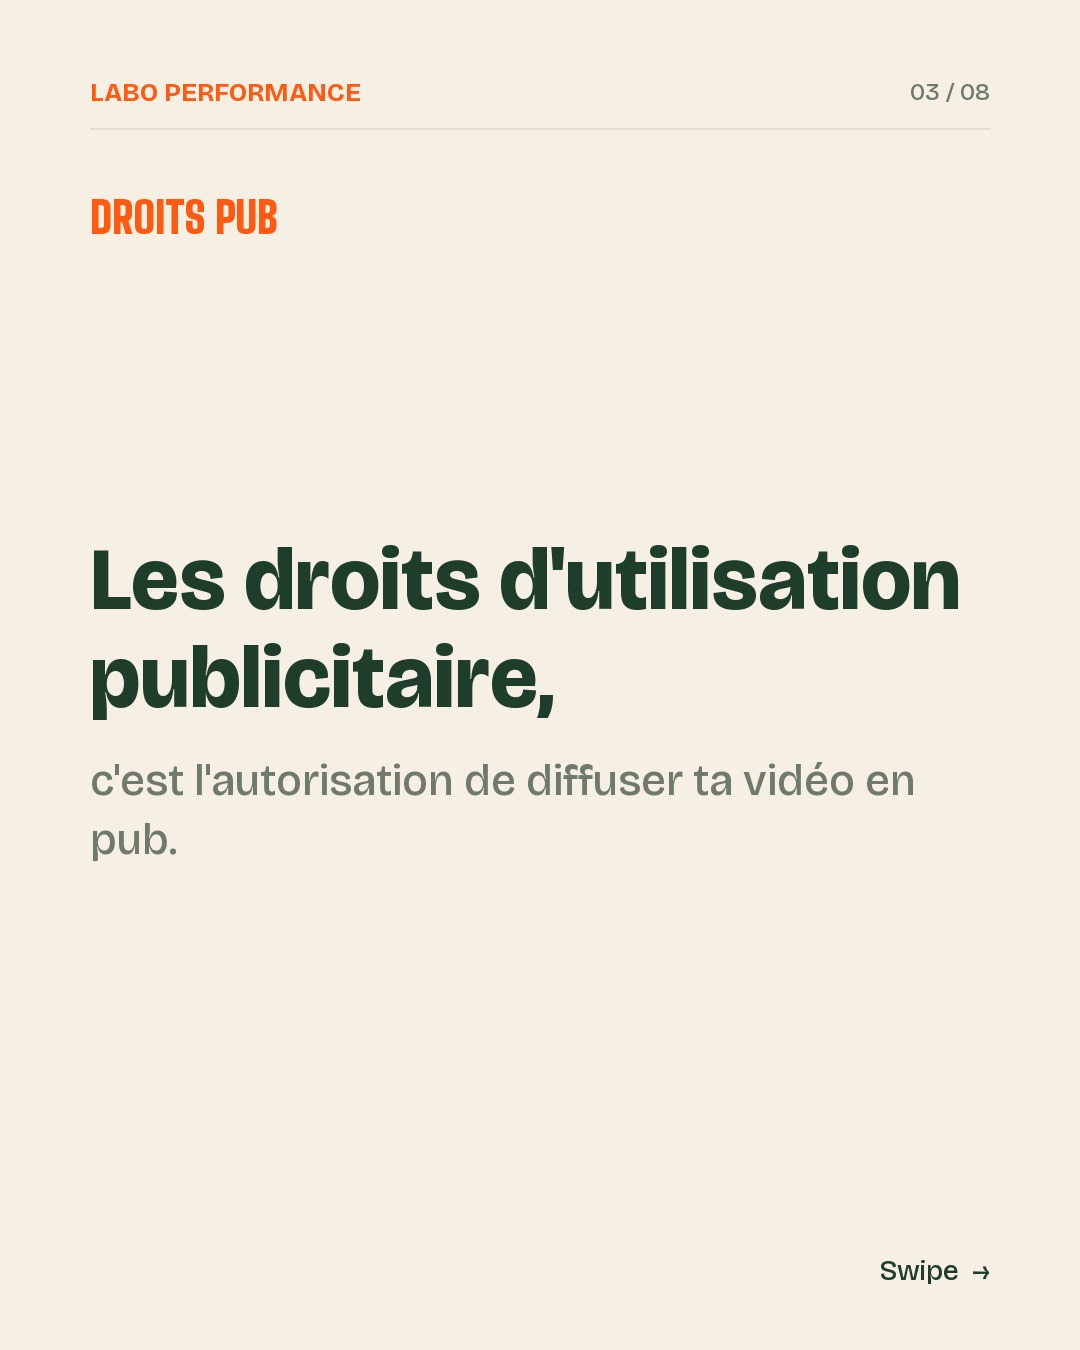 LABO PERFORMANCE
03 / 08
DROITS PUB
Les droits d'utilisation
publicitaire,
c'est l'autorisation de diffuser ta vidéo en
pub.
Swipe →